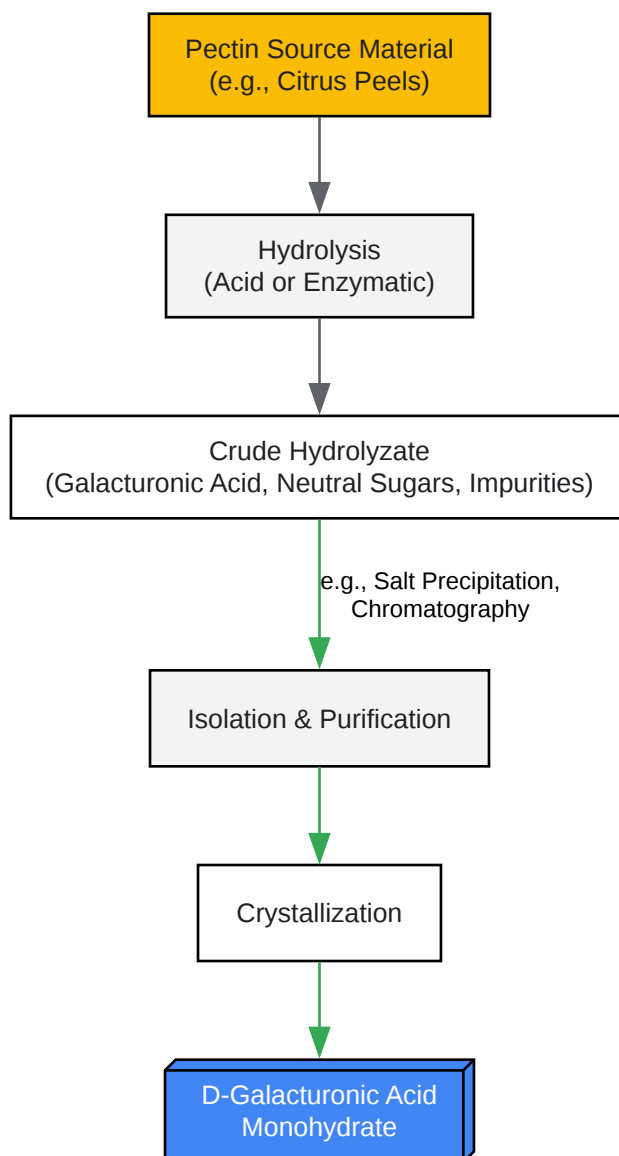 Pectin Source Material
(e.g., Citrus Peels)
Hydrolysis
(Acid or Enzymatic)
Crude Hydrolyzate
(Galacturonic Acid, Neutral Sugars, Impurities)
e.g., Salt Precipitation,
Chromatography
Isolation & Purification
Crystallization
D-Galacturonic Acid
Monohydrate